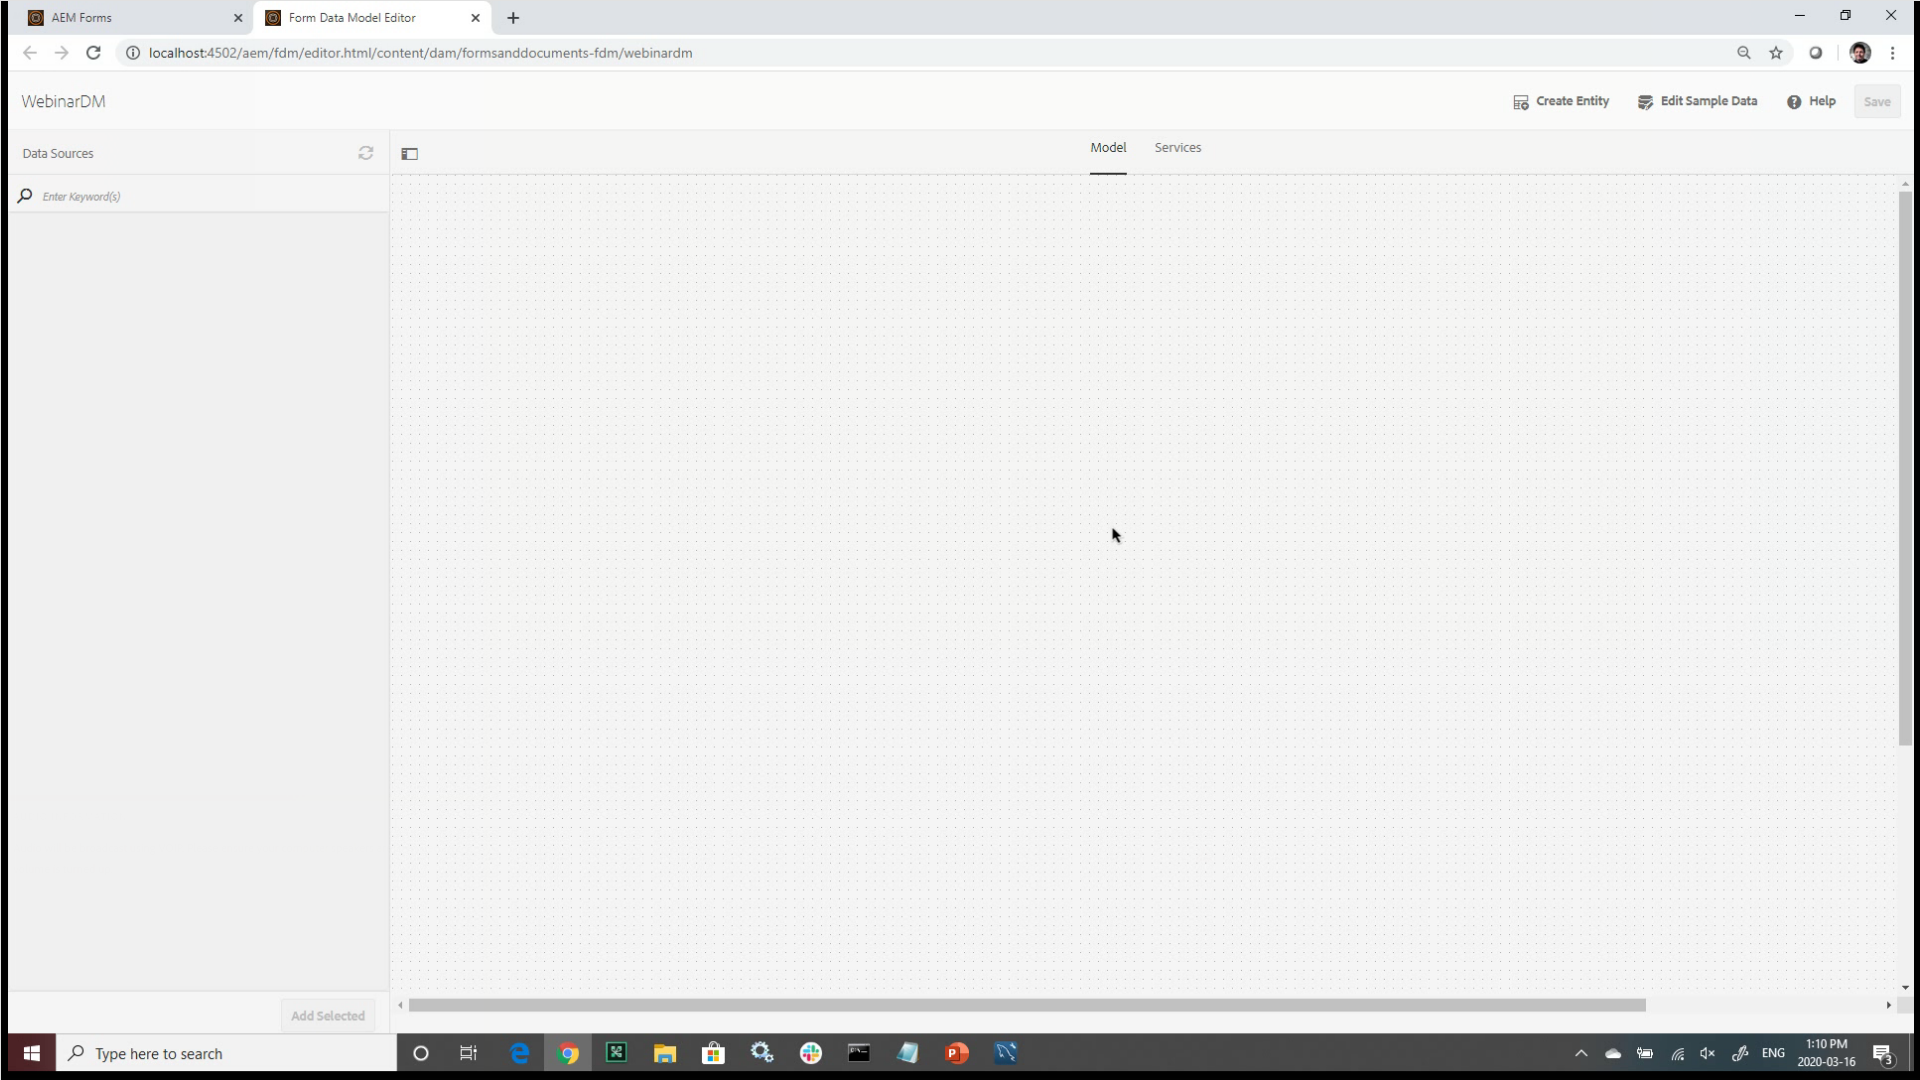 AEM Forms
Form Data Model Editor
localhost:4502/aem/fdm/editor.html/content/dam/formsanddocuments-fdm/webinardm
WebinarDM
Create Entity
Edit Sample Data
Help
Save
Data Sources
Model
Services
Enter Keyword(s)
Add Selected
Type here to search
ENG
1:10 PM
2020-03-16
3